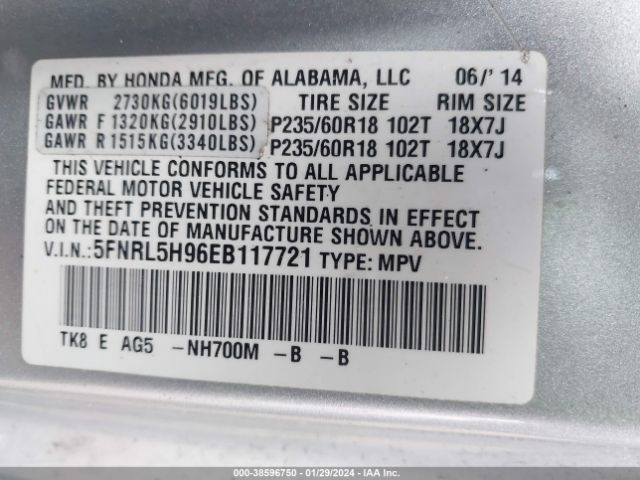 MFD. BY HONDA MFG. OF ALABAMA, LLC 06/' 14
GVWR 2730KG(6019LBS) TIRE SIZE RIM SIZE
GAWR F 1320KG(2910LBS) P235/60R18 102T 18X7J
GAWR R 1515KG(3340LBS) P235/60R18 102T 18X7J
THIS VEHICLE CONFORMS TO ALL APPLICABLE
FEDERAL MOTOR VEHICLE SAFETY
AND THEFT PREVENTION STANDARDS IN EFFECT
ON THE DATE OF MANUFACTURE SHOWN ABOVE.
V.I.N.:5FNRL5H96EB117721 TYPE: MPV
TK8 E AG5 -NH700M -B -B
000-38596750 - 01/29/2024 - IAAI.COM